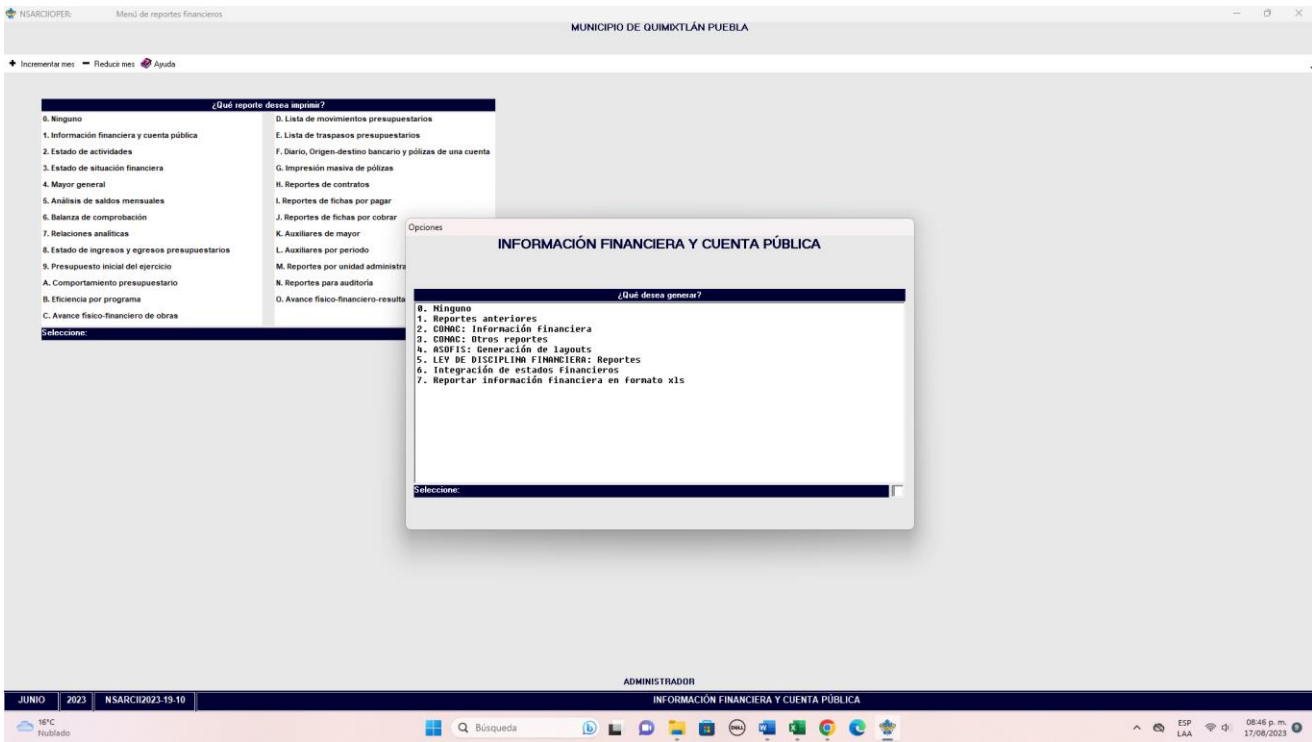 NSARCIIOPER: Menú de reportes financieros
MUNICIPIO DE QUIMIXTLÁN PUEBLA
Incrementar mes Reducir mes Ayuda
¿Qué reporte desea imprimir?
0. Ninguno
1. Información financiera y cuenta pública
2. Estado de actividades
3. Estado de situación financiera
4. Mayor general
5. Análisis de saldos mensuales
6. Balanza de comprobación
7. Relaciones analíticas
8. Estado de ingresos y egresos presupuestarios
9. Presupuesto inicial del ejercicio
A. Comportamiento presupuestario
B. Eficiencia por programa
C. Avance físico-financiero de obras
D. Lista de movimientos presupuestarios
E. Lista de traspasos presupuestarios
F. Diario, Origen-destino bancario y pólizas de una cuenta
G. Impresión masiva de pólizas
H. Reportes de contratos
I. Reportes de fichas por pagar
J. Reportes de fichas por cobrar
K. Auxiliares de mayor
L. Auxiliares por periodo
M. Reportes por unidad administra
N. Reportes para auditoría
O. Avance físico-financiero-resulta
Seleccione:
Opciones
INFORMACIÓN FINANCIERA Y CUENTA PÚBLICA
¿Qué desea generar?
0. Ninguno
1. Reportes anteriores
2. CONAC: Información financiera
3. CONAC: Otros reportes
4. ASOFIS: Generación de layouts
5. LEY DE DISCIPLINA FINANCIERA: Reportes
6. Integración de estados financieros
7. Reportar información financiera en formato xls
Seleccione:
ADMINISTRADOR
JUNIO 2023 NSARCII2023-19-10 INFORMACIÓN FINANCIERA Y CUENTA PÚBLICA
16°C
Nublado
Búsqueda
ESP
LAA
08:46 p. m.
17/08/2023